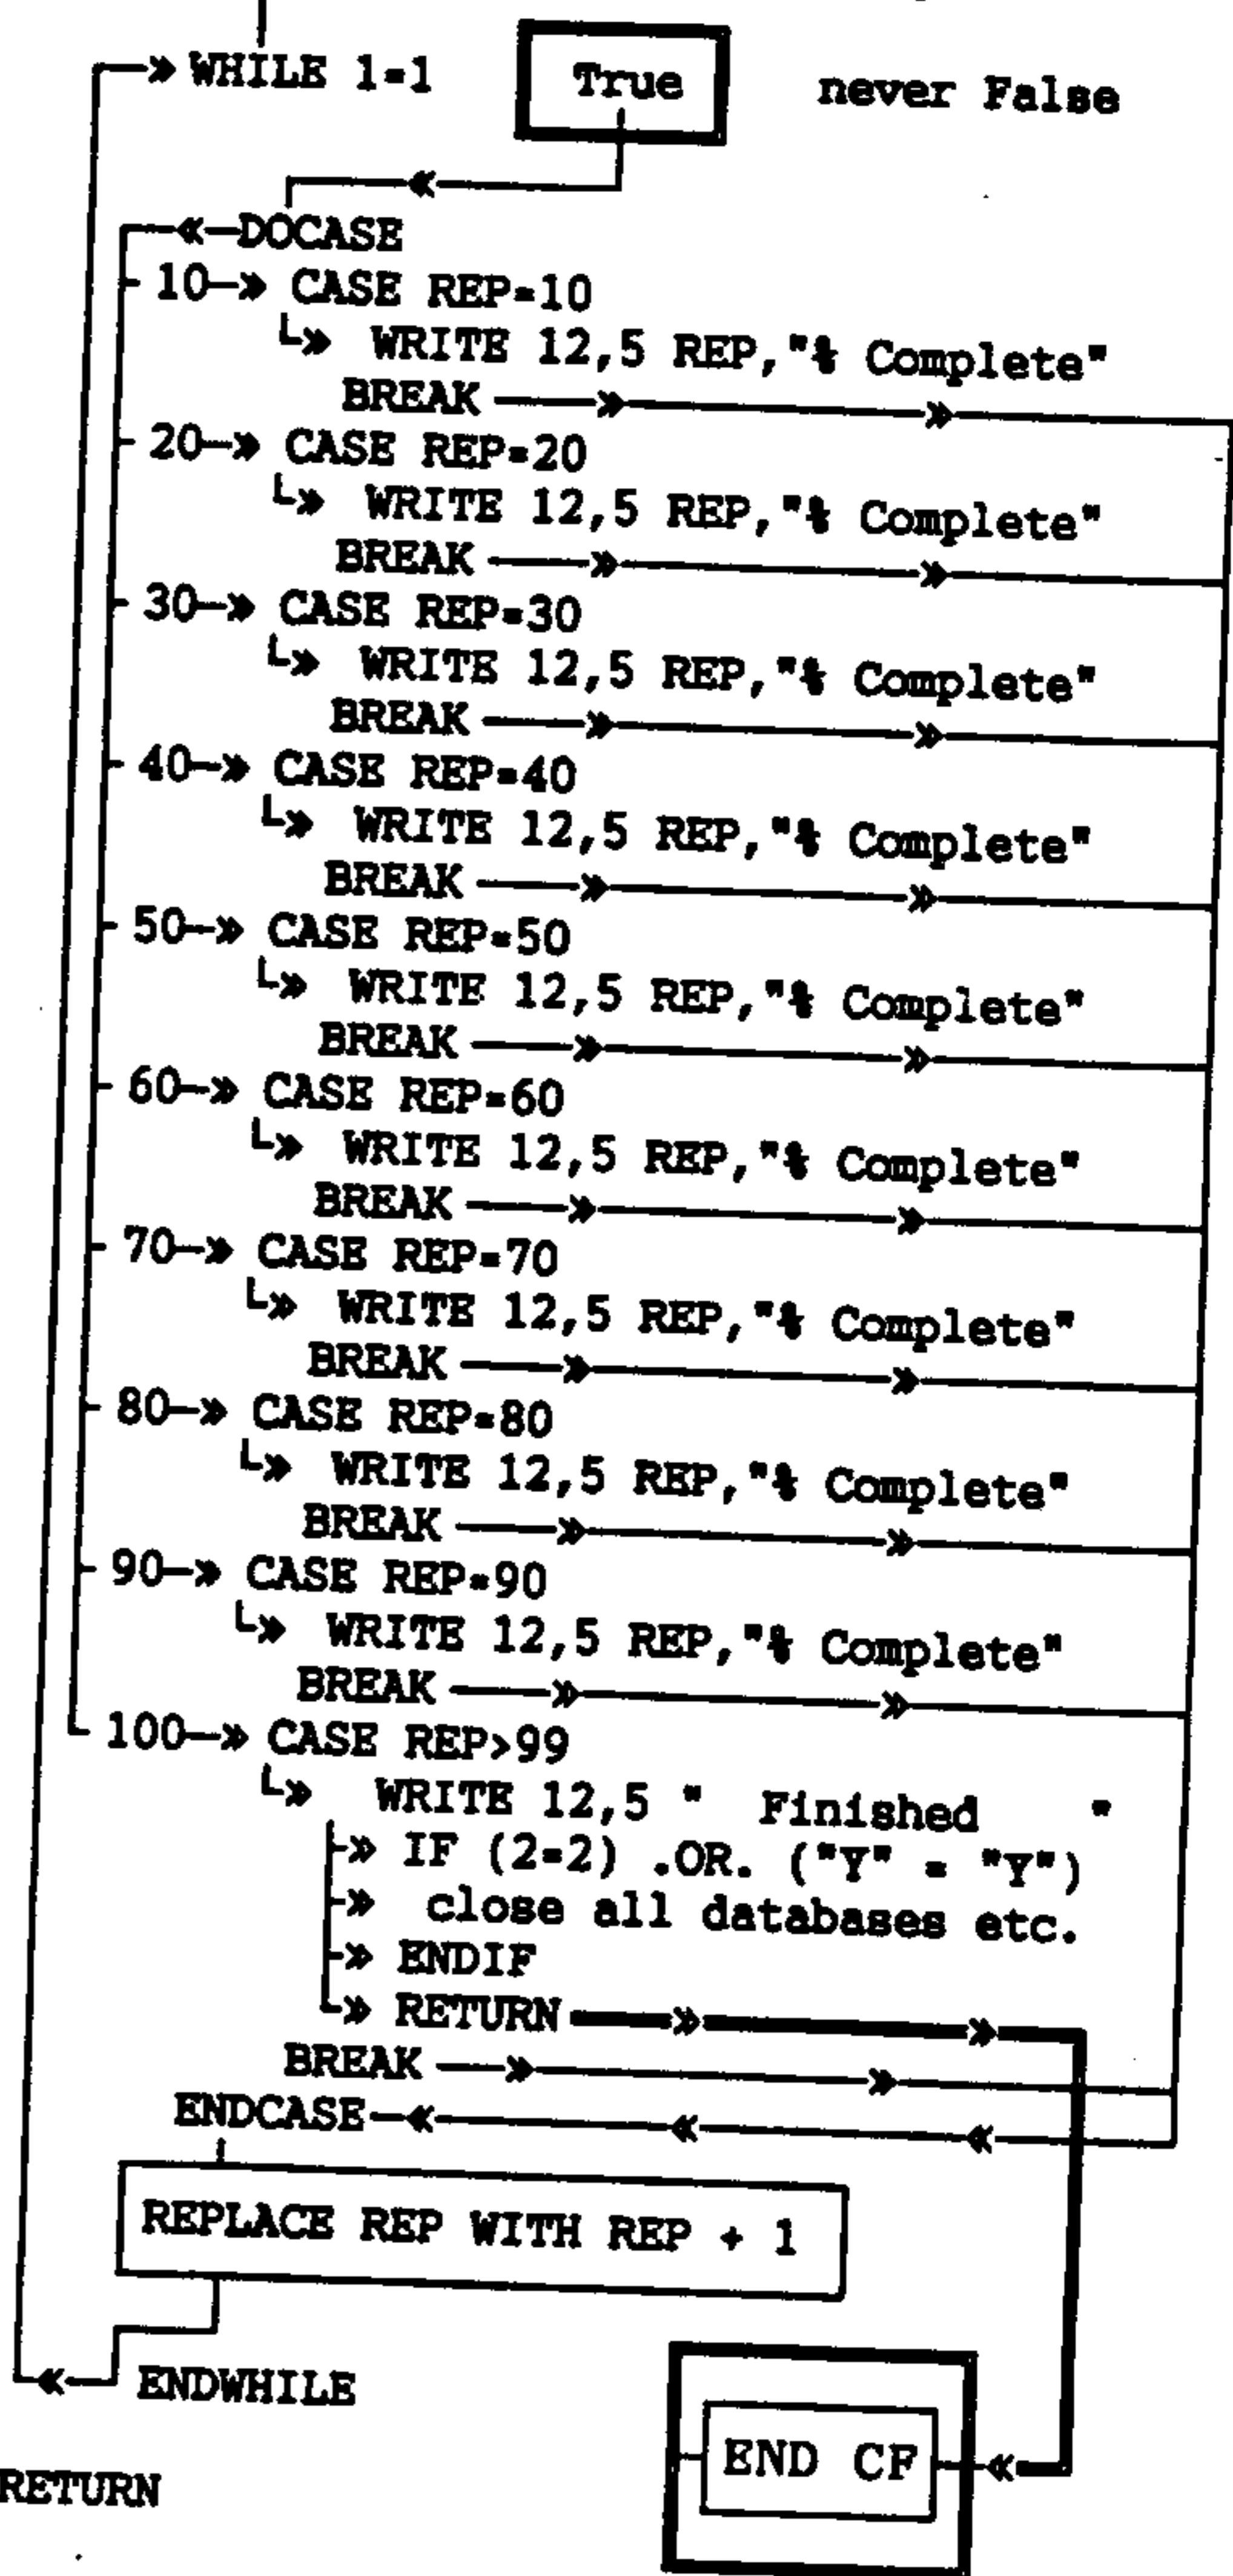 WHILE 1=1 True never False
DOCASE
10 CASE REP=10
WRITE 12,5 REP,"% Complete"
BREAK
20 CASE REP=20
WRITE 12,5 REP,"% Complete"
BREAK
30 CASE REP=30
WRITE 12,5 REP,"% Complete"
BREAK
40 CASE REP=40
WRITE 12,5 REP,"% Complete"
BREAK
50 CASE REP=50
WRITE 12,5 REP,"% Complete"
BREAK
60 CASE REP=60
WRITE 12,5 REP,"% Complete"
BREAK
70 CASE REP=70
WRITE 12,5 REP,"% Complete"
BREAK
80 CASE REP=80
WRITE 12,5 REP,"% Complete"
BREAK
90 CASE REP=90
WRITE 12,5 REP,"% Complete"
BREAK
100 CASE REP>99
WRITE 12,5 " Finished "
IF (2=2) .OR. ("Y" = "Y")
close all databases etc.
ENDIF
RETURN
BREAK
ENDCASE
REPLACE REP WITH REP + 1
ENDWHILE
END CF
RETURN